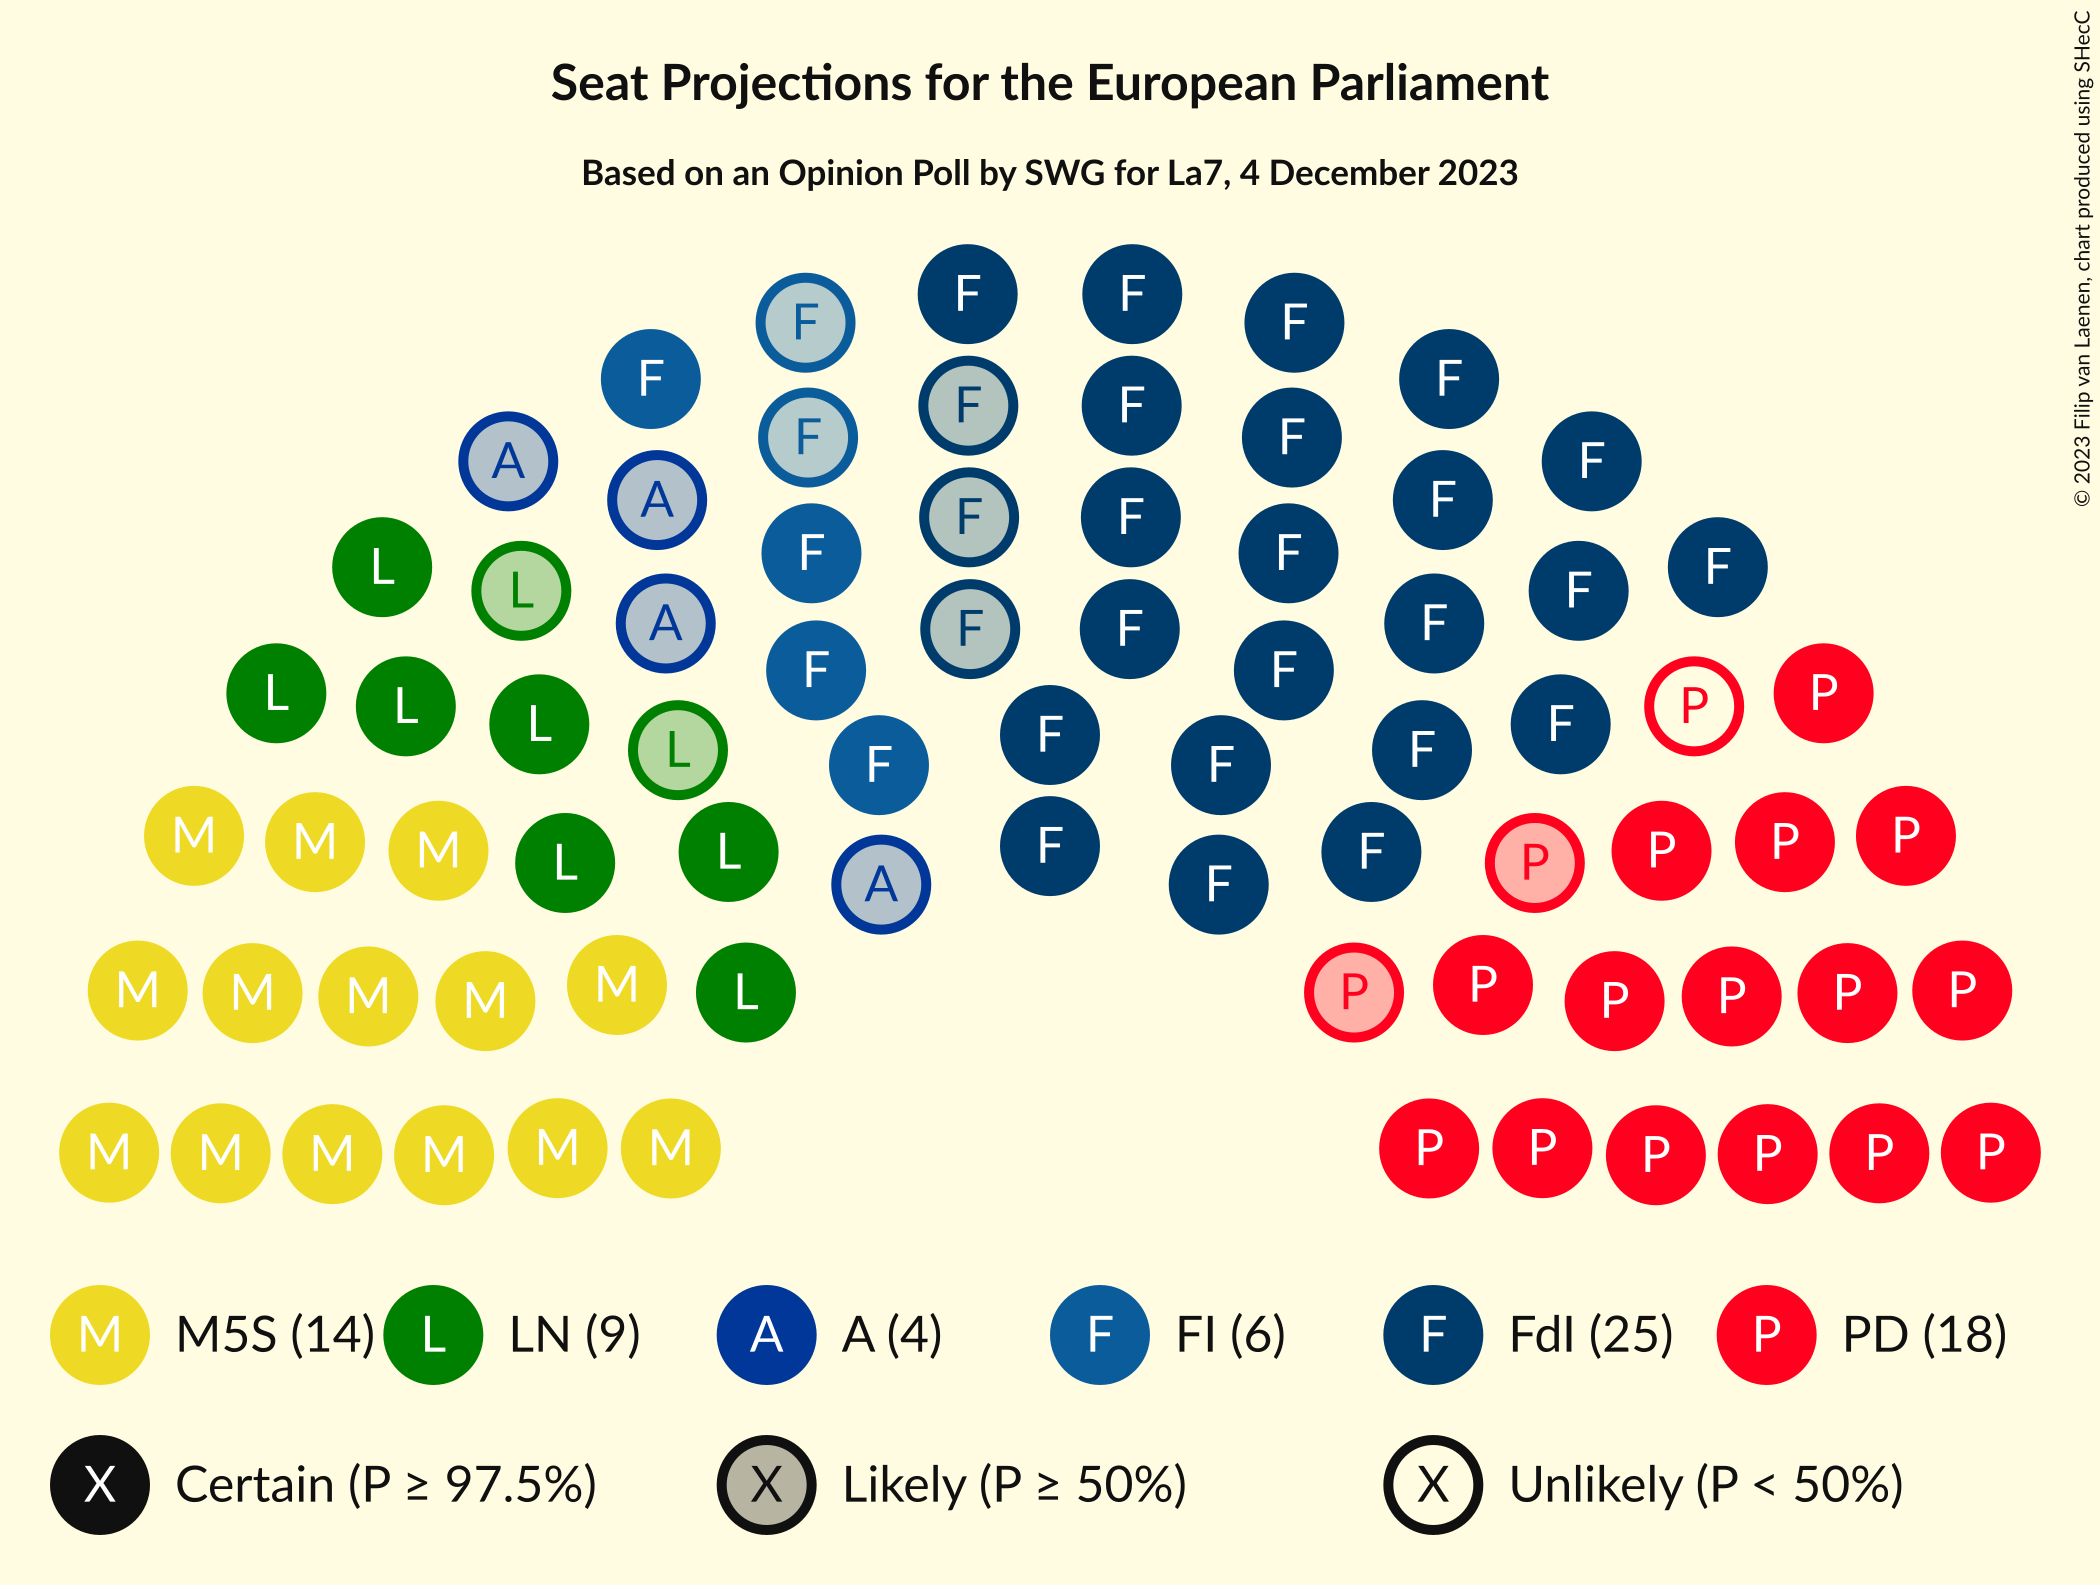 Seat Projections for the European Parliament
Based on an Opinion Poll by SWG for La7, 4 December 2023
© 2023 Filip van Laenen, chart produced using SHecC
F F
F F
F F
F F
A F F F
A F
F F
F F
L F
L F
A F
F F
F F
L P
L L P
L F
L F
F F
F F
M P
M M P P
L L F P
A F F
M P
M M M M L P P P P P
M P
M M M M M M P P P P P P
M M5S (14) L LN (9) A A (4) F FI (6) F FdI (25) P PD (18)
X Certain (P ≥ 97.5%) X Likely (P ≥ 50%) X Unlikely (P < 50%)